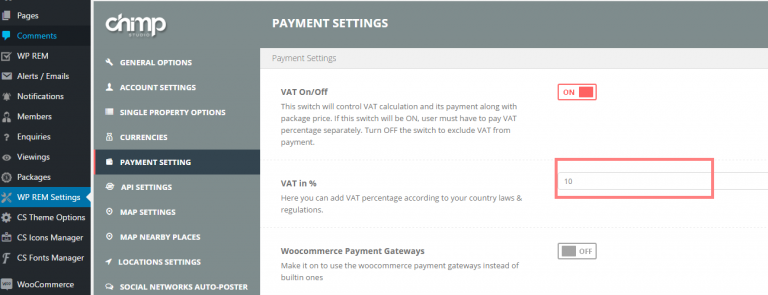 Pages
Comments
WP REM
Alerts / Emails
Notifications
Members
Enquiries
Viewings
Packages
WP REM Settings
CS Theme Options
CS Icons Manager
CS Fonts Manager
WooCommerce
chimp
STUDIO
GENERAL OPTIONS
ACCOUNT SETTINGS
SINGLE PROPERTY OPTIONS
CURRENCIES
PAYMENT SETTING
API SETTINGS
MAP SETTINGS
MAP NEARBY PLACES
LOCATIONS SETTINGS
SOCIAL NETWORKS AUTO-POSTER
PAYMENT SETTINGS
Payment Settings
VAT On/Off
ON
This switch will control VAT calculation and its payment along with
package price. If this switch will be ON, user must have to pay VAT
percentage separately. Turn OFF the switch to exclude VAT from
payment.
VAT in %
10
Here you can add VAT percentage according to your country laws &
regulations.
Woocommerce Payment Gateways
OFF
Make it on to use the woocommerce payment gateways instead of
builtin ones